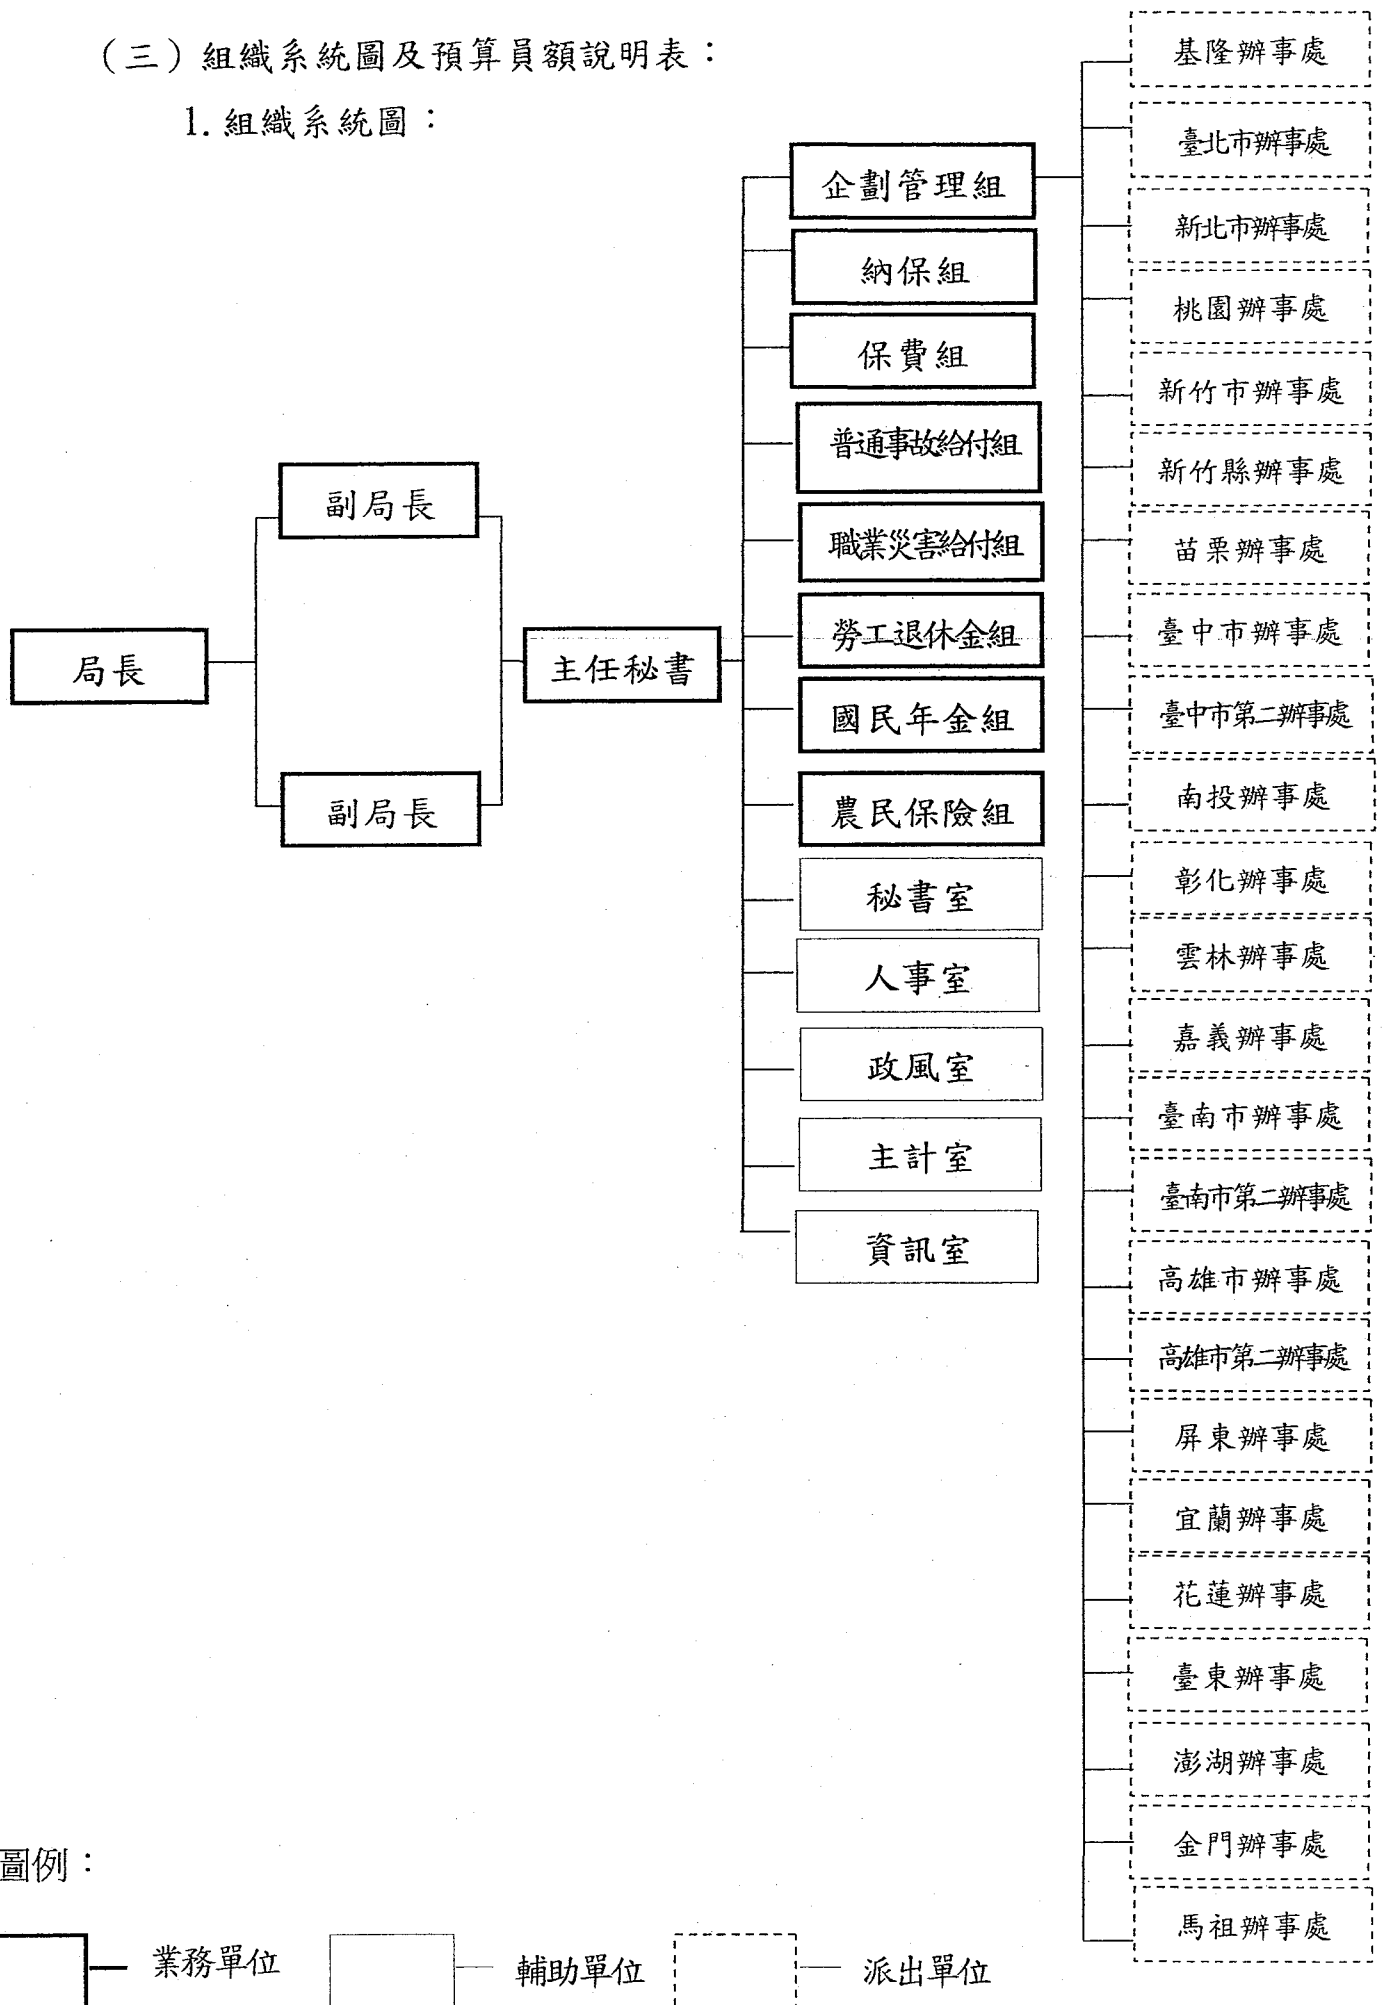 （三）組織系統圖及預算員額說明表：
1. 組織系統圖：
局長
副局長
副局長
主任秘書
企劃管理組
納保組
保費組
普通事故給付組
職業災害給付組
勞工退休金組
國民年金組
農民保險組
秘書室
人事室
政風室
主計室
資訊室
基隆辦事處
臺北市辦事處
新北市辦事處
桃園辦事處
新竹市辦事處
新竹縣辦事處
苗栗辦事處
臺中市辦事處
臺中市第二辦事處
南投辦事處
彰化辦事處
雲林辦事處
嘉義辦事處
臺南市辦事處
臺南市第二辦事處
高雄市辦事處
高雄市第二辦事處
屏東辦事處
宜蘭辦事處
花蓮辦事處
臺東辦事處
澎湖辦事處
金門辦事處
馬祖辦事處
圖例：
業務單位
輔助單位
派出單位